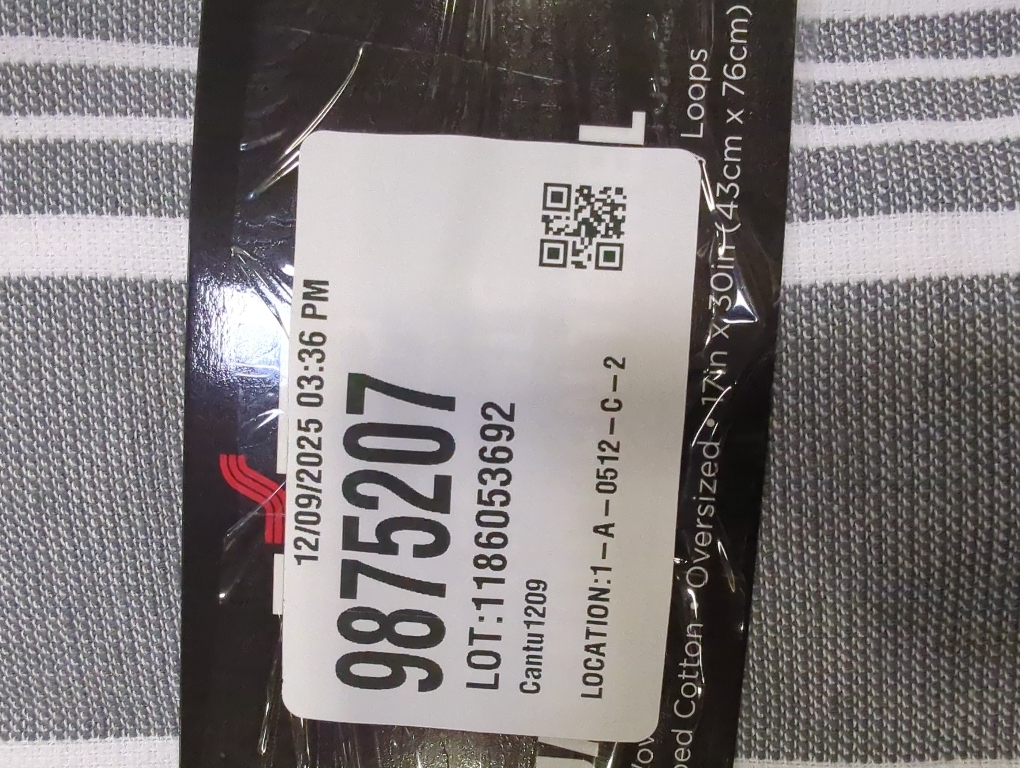 12/09/2025 03:36 PM
9875207
LOT:1186053692
Cantu1209
LOCATION:1-A-0512-C-2
L
Loops
Cotton • Oversized • 17in x 30in (43cm x 76cm)